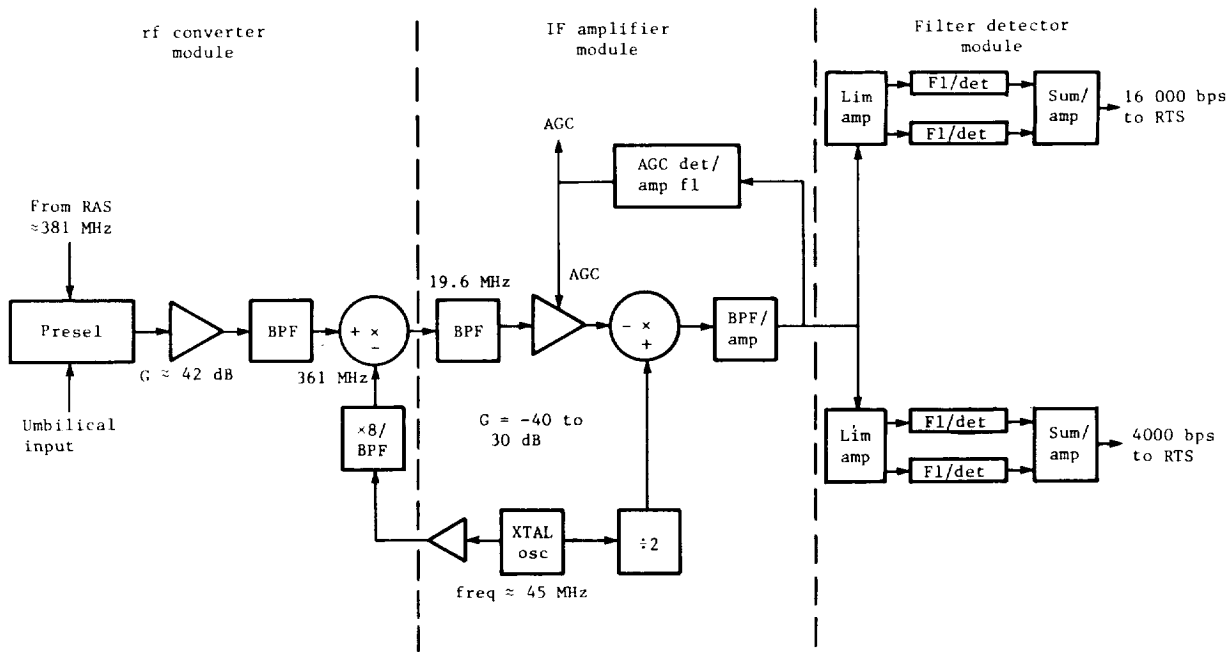 rf converter
module
IF amplifier
module
Filter detector
module
Lim
amp
Fl/det
Fl/det
Sum/
amp
16 000 bps
to RTS
AGC
AGC det/
amp fl
From RAS
≈381 MHz
AGC
19.6 MHz
Presel
BPF
+ ×
-
BPF
- ×
+
BPF/
amp
G ≈ 42 dB
361 MHz
Umbilical
input
×8/
BPF
G = -40 to
30 dB
Lim
amp
Fl/det
Fl/det
Sum/
amp
4000 bps
to RTS
XTAL
osc
÷2
freq ≈ 45 MHz